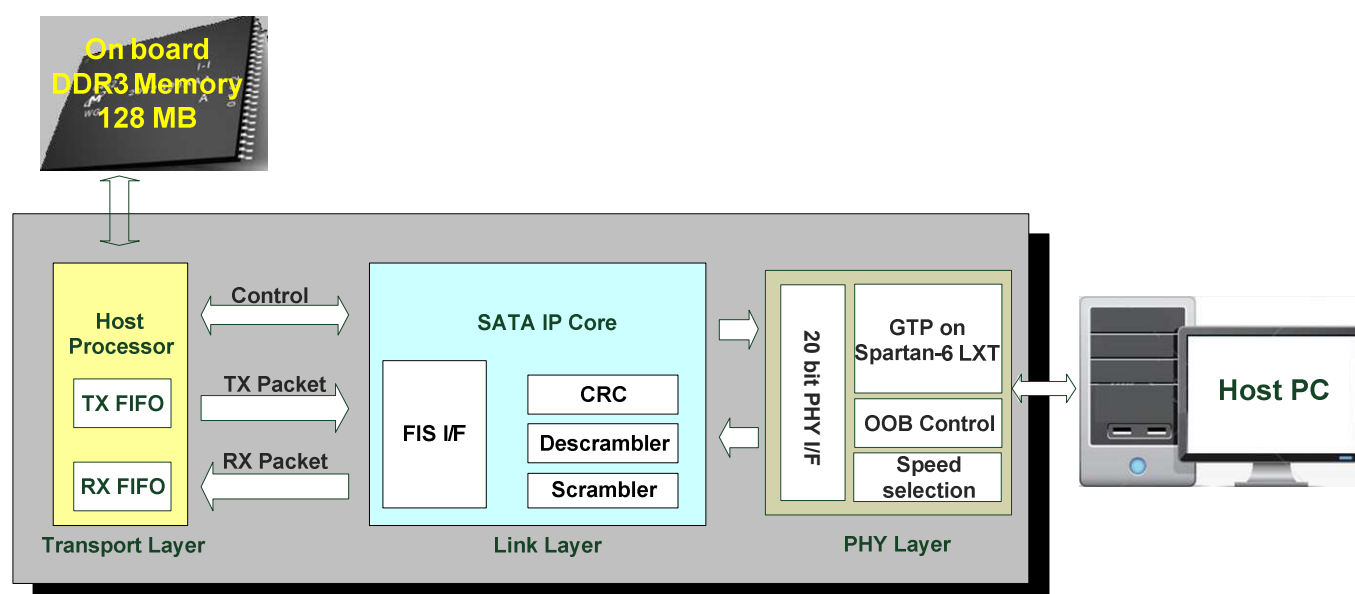 On board
DDR3 Memory
128 MB
Host
Processor
TX FIFO
RX FIFO
Transport Layer
Control
TX Packet
RX Packet
SATA IP Core
FIS I/F
CRC
Descrambler
Scrambler
Link Layer
20 bit PHY I/F
GTP on
Spartan-6 LXT
OOB Control
Speed
selection
PHY Layer
Host PC